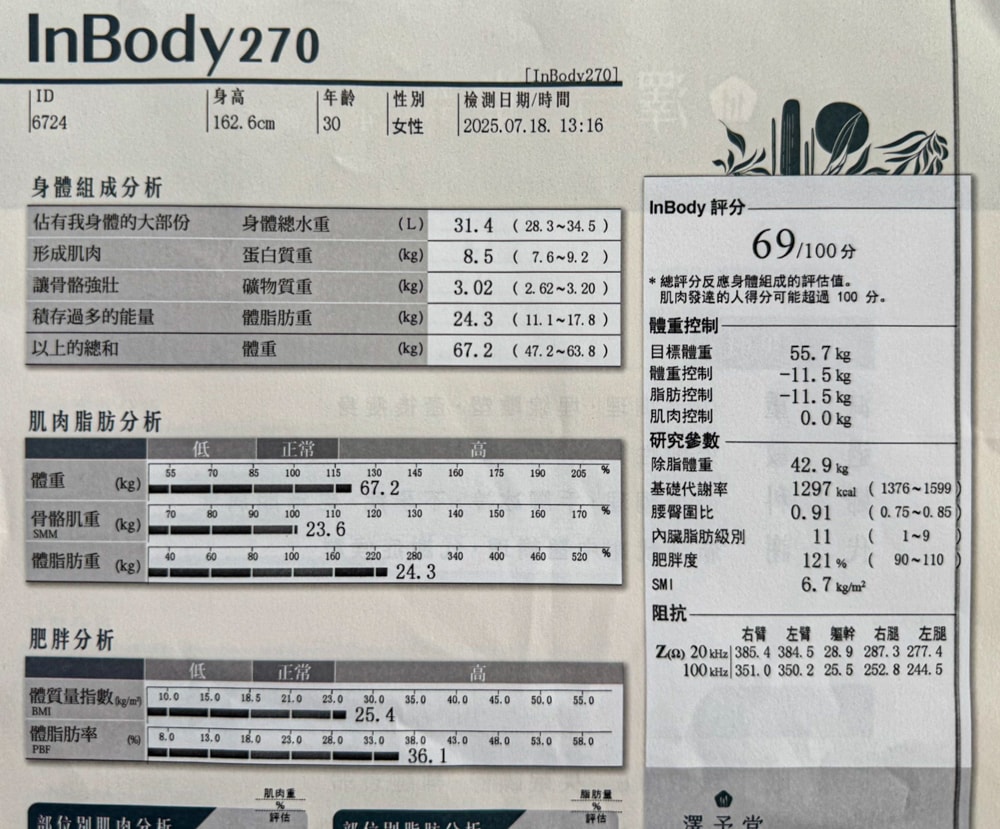 InBody270
[InBody270]
ID 身高 年齡 性別 檢測日期/時間
6724 162.6cm 30 女性 2025.07.18. 13:16
身體組成分析
佔有我身體的大部份 身體總水重 (L) 31.4 ( 28.3~34.5 )
形成肌肉 蛋白質重 (kg) 8.5 ( 7.6~9.2 )
讓骨骼強壯 礦物質重 (kg) 3.02 ( 2.62~3.20 )
積存過多的能量 體脂肪重 (kg) 24.3 ( 11.1~17.8 )
以上的總和 體重 (kg) 67.2 ( 47.2~63.8 )
肌肉脂肪分析
低 正常 高
體重 (kg) 55 70 85 100 115 130 145 160 175 190 205 %
67.2
骨骼肌重 (kg) 70 80 90 100 110 120 130 140 150 160 170 %
SMM 23.6
體脂肪重 (kg) 40 60 80 100 160 220 280 340 400 460 520 %
24.3
肥胖分析
低 正常 高
體質量指數 (kg/m²) 10.0 15.0 18.5 21.0 23.0 30.0 35.0 40.0 45.0 50.0 55.0
BMI 25.4
體脂肪率 (%) 8.0 13.0 18.0 23.0 28.0 33.0 38.0 43.0 48.0 53.0 58.0
PBF 36.1
肌肉重
%
評估
部位別肌肉分析
脂肪量
%
評估
部位別脂肪分析
InBody 評分
69/100 分
* 總評分反應身體組成的評估值。
肌肉發達的人得分可能超過 100 分。
體重控制
目標體重 55.7 kg
體重控制 -11.5 kg
脂肪控制 -11.5 kg
肌肉控制 0.0 kg
研究參數
除脂體重 42.9 kg
基礎代謝率 1297 kcal ( 1376~1599 )
腰臀圍比 0.91 ( 0.75~0.85 )
內臟脂肪級別 11 ( 1~9 )
肥胖度 121 % ( 90~110 )
SMI 6.7 kg/m²
阻抗
右臂 左臂 軀幹 右腿 左腿
Z(Ω) 20 kHz 385.4 384.5 28.9 287.3 277.4
100 kHz 351.0 350.2 25.5 252.8 244.5
澤予堂